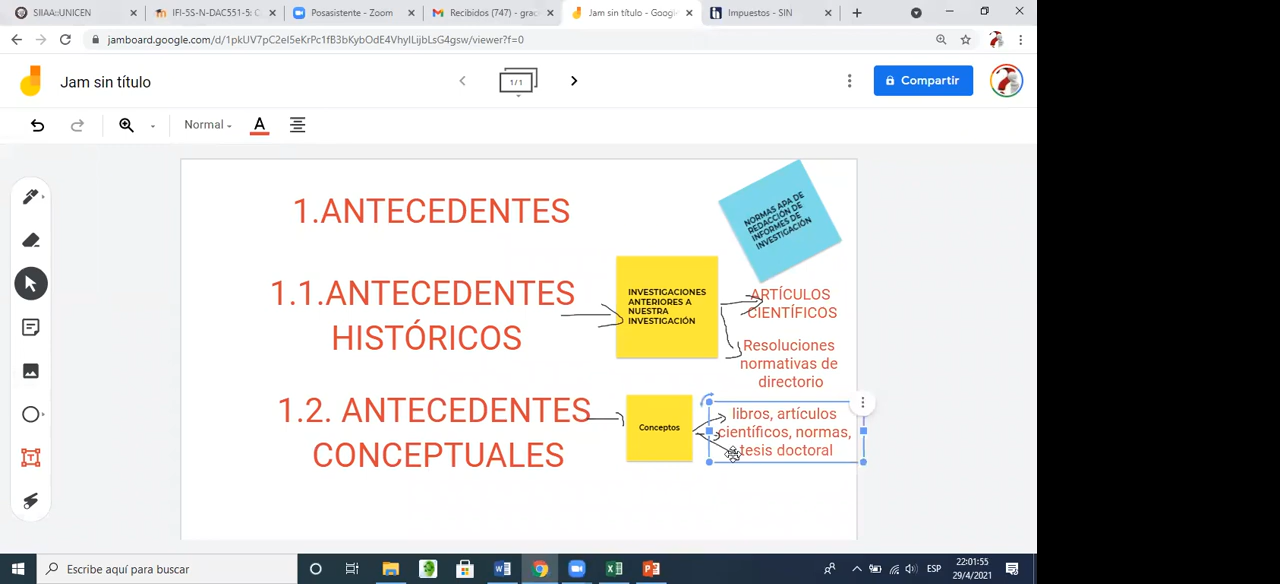 SIIAA::UNICEN
IFI-5S-N-DAC551-5: C
Posasistente - Zoom
Recibidos (747) - grac
Jam sin título - Google
Impuestos - SIN
jamboard.google.com/d/1pkUV7pC2eI5eKrPc1fB3bKybOdE4VhyILijbLsG4gsw/viewer?f=0
Jam sin título
1/1
Compartir
Normal
A
1.ANTECEDENTES
NORMAS APA DE
REDACCIÓN DE
INFORMES DE
INVESTIGACIÓN
1.1.ANTECEDENTES
HISTÓRICOS
INVESTIGACIONES
ANTERIORES A
NUESTRA
INVESTIGACIÓN
ARTÍCULOS
CIENTÍFICOS
Resoluciones
normativas de
directorio
1.2. ANTECEDENTES
CONCEPTUALES
Conceptos
libros, artículos
científicos, normas,
tesis doctoral
Escribe aquí para buscar
ESP
22:01:55
29/4/2021